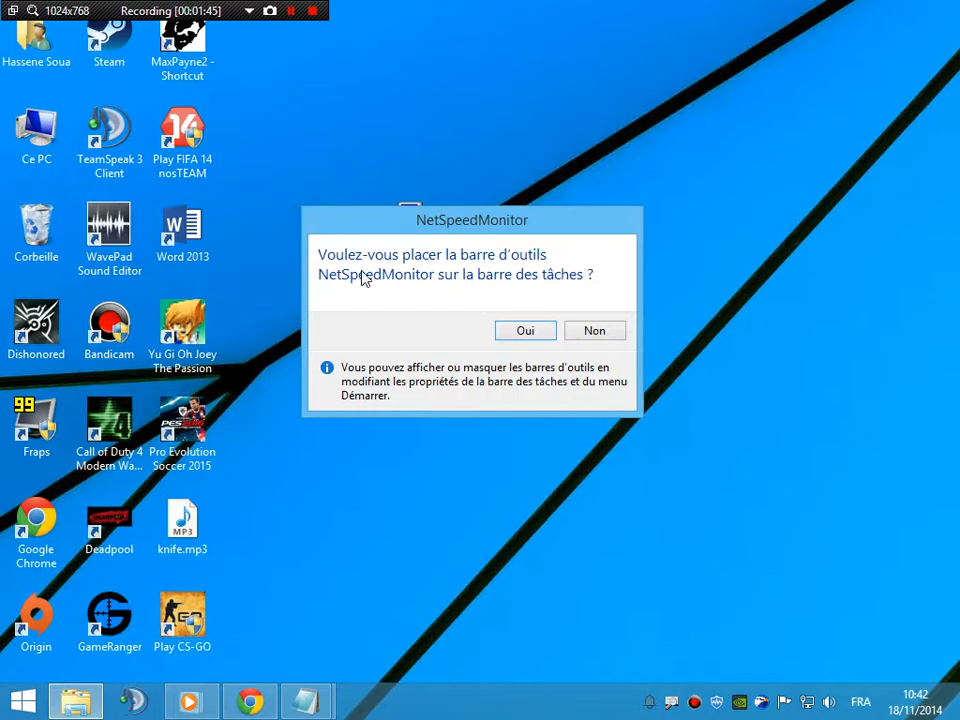 1024x768
Recording [00:01:45]
Hassene Soua
Steam
MaxPayne2 -
Shortcut
Ce PC
TeamSpeak 3
Client
14
Play FIFA 14
nosTEAM
Corbeille
WavePad
Sound Editor
Word 2013
Dishonored
Bandicam
Yu Gi Oh Joey
The Passion
99
Fraps
4
Call of Duty 4
Modern Wa...
Pro Evolution
Soccer 2015
Google
Chrome
Deadpool
MP3
knife.mp3
Origin
GameRanger
GO
Play CS-GO
NetSpeedMonitor
Voulez-vous placer la barre d’outils
NetSpeedMonitor sur la barre des tâches ?
Oui
Non
Vous pouvez afficher ou masquer les barres d’outils en
modifiant les propriétés de la barre des tâches et du menu
Démarrer.
FRA
10:42
18/11/2014